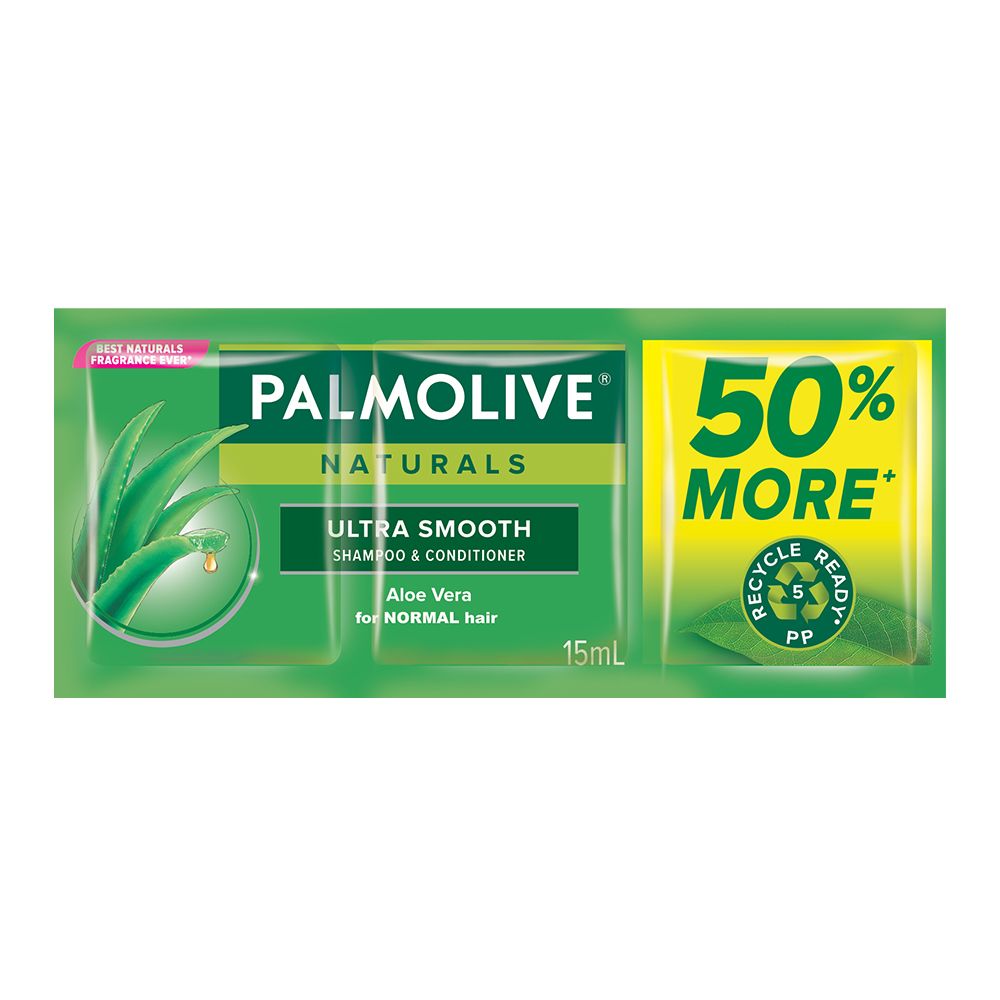 BEST NATURALS
FRAGRANCE EVER*
PALMOLIVE®
NATURALS
ULTRA SMOOTH
SHAMPOO & CONDITIONER
Aloe Vera
for NORMAL hair
15mL
50%
MORE+
RECYCLE READY•
5
PP